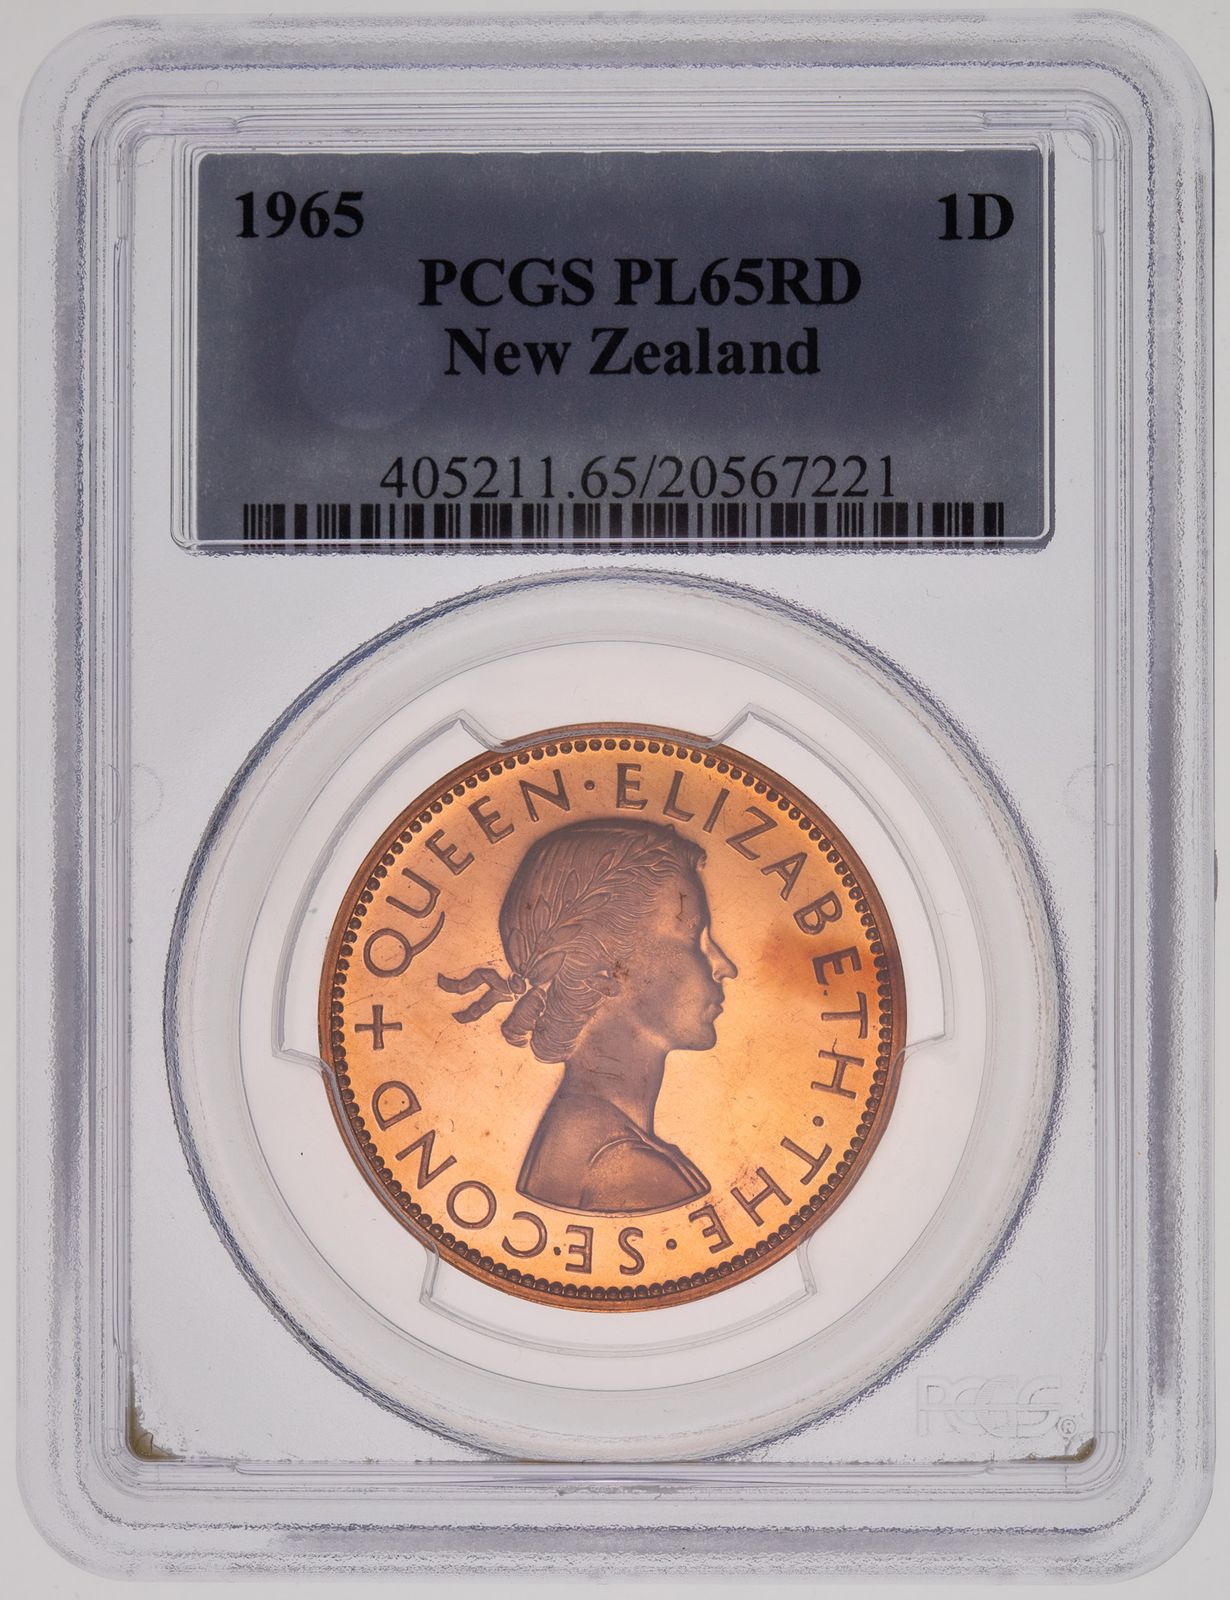 1965 1D
PCGS PL65RD
New Zealand
405211.65/20567221
+ QUEEN · ELIZABETH · THE · SECOND
PCGS®